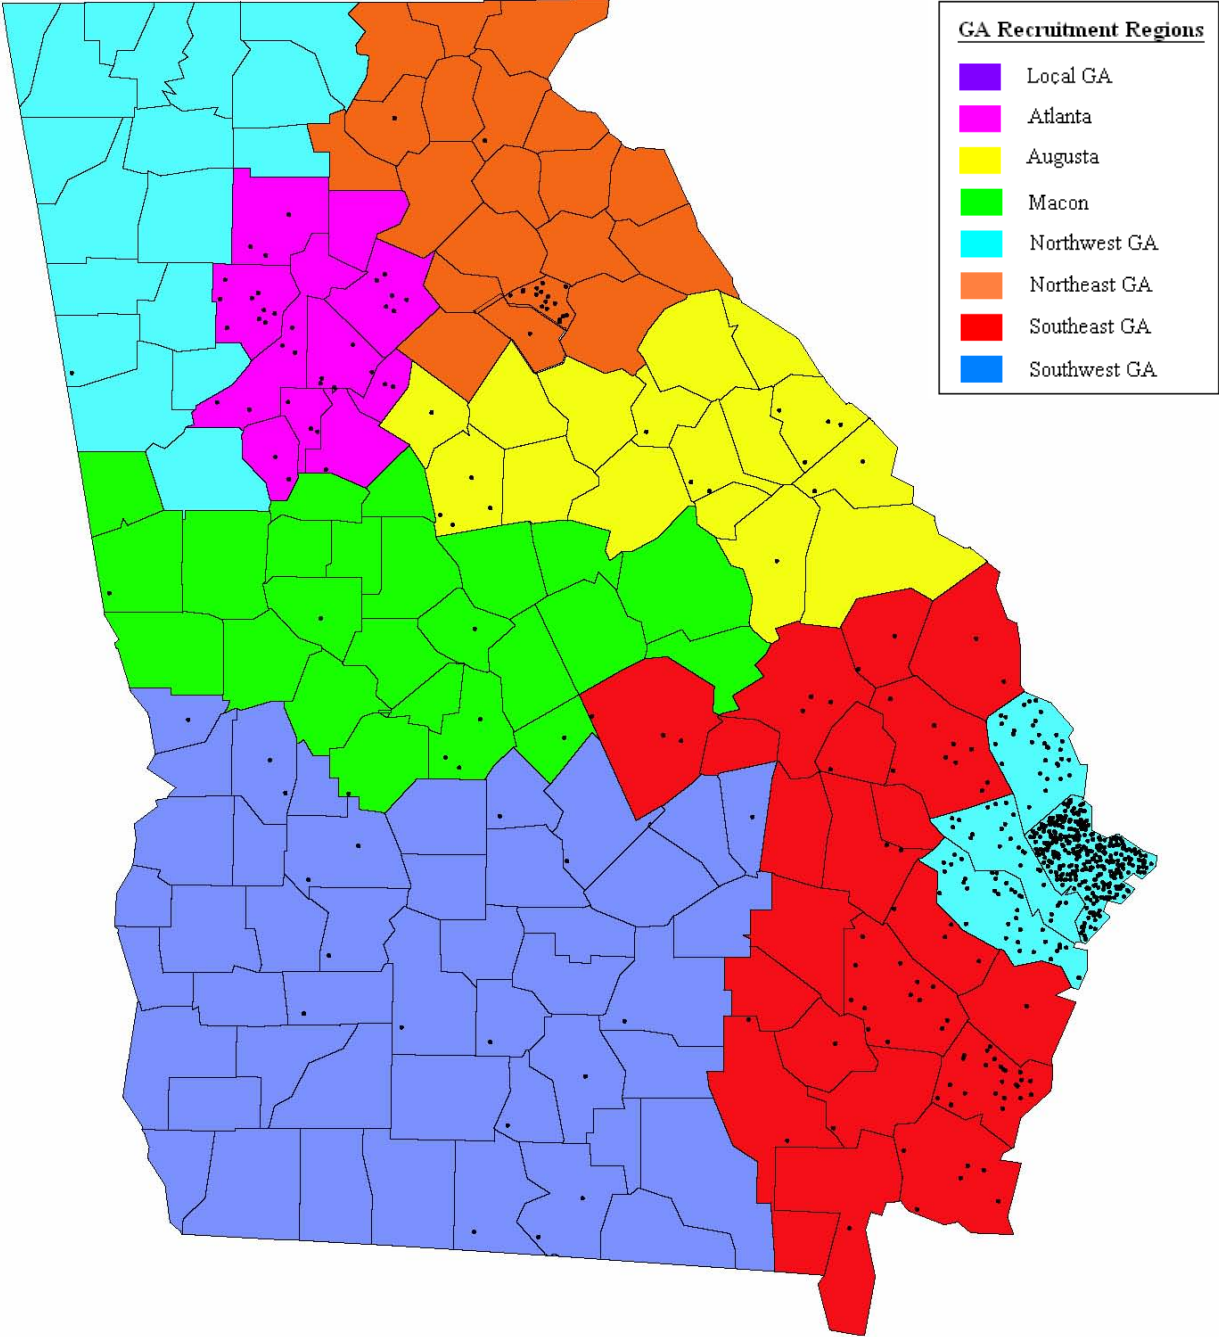 GA Recruitment Regions
Local GA
Atlanta
Augusta
Macon
Northwest GA
Northeast GA
Southeast GA
Southwest GA